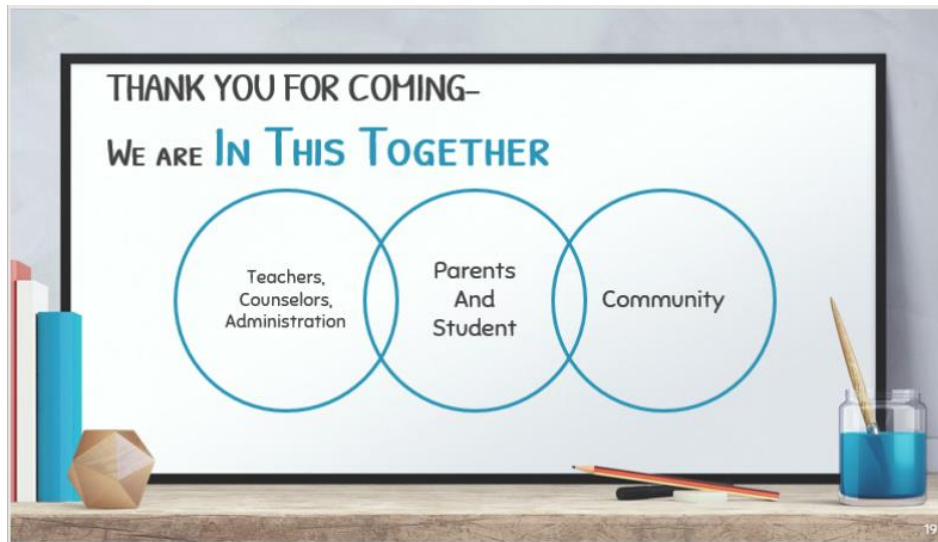 THANK YOU FOR COMING–
WE ARE IN THIS TOGETHER
Teachers,
Counselors,
Administration
Parents
And
Student
Community
19